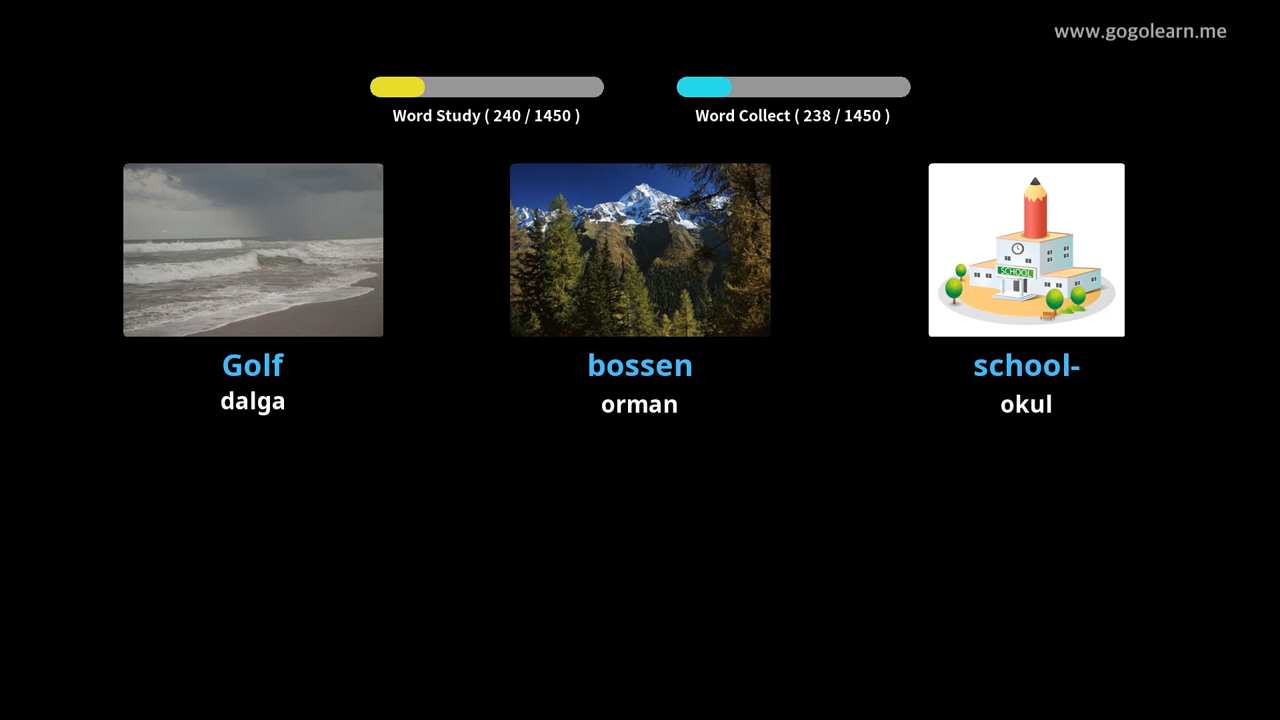 www.gogolearn.me
Word Study ( 240 / 1450 )
Word Collect ( 238 / 1450 )
SCHOOL
Golf
dalga
bossen
orman
school-
okul